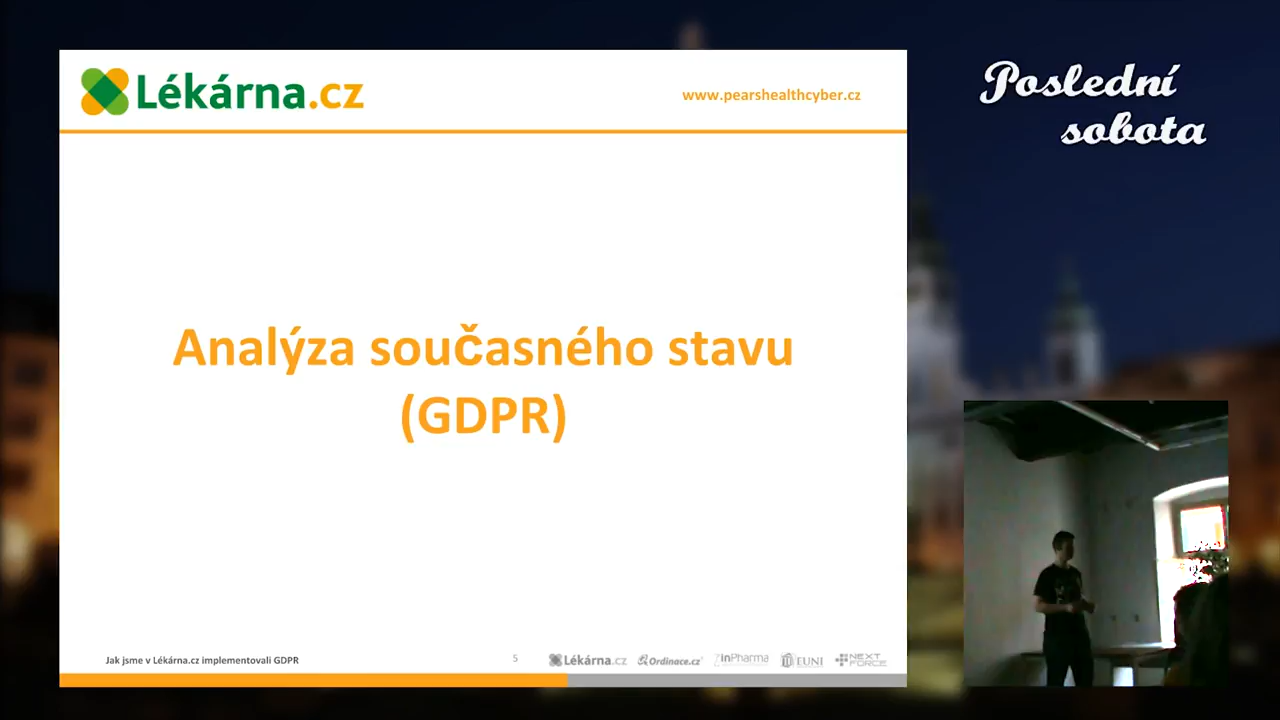 Lékárna.cz
www.pearshealthcyber.cz
Poslední
sobota
Analýza současného stavu
(GDPR)
Jak jsme v Lékárna.cz implementovali GDPR
5
Lékárna.cz
Ordinace.cz
inPharma
EUNI
NEXT
FORCE